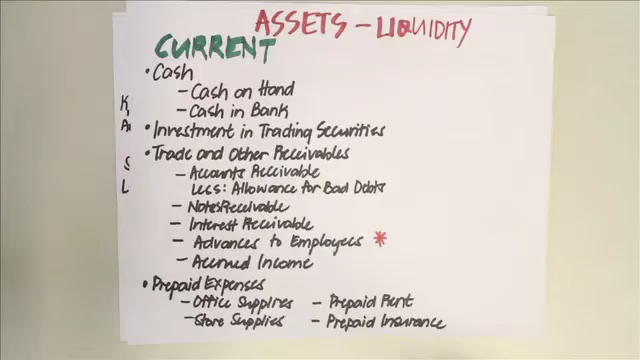 ASSETS - LIQUIDITY
CURRENT
• Cash
- Cash on Hand
- Cash in Bank
• Investment in Trading Securities
• Trade and Other Receivables
- Accounts Receivable
Less: Allowance for Bad Debts
- Notes Receivable
- Interest Receivable
- Advances to Employees *
- Accrued Income
• Prepaid Expenses
- Office Supplies - Prepaid Rent
- Store Supplies - Prepaid Insurance
K
A
S
L